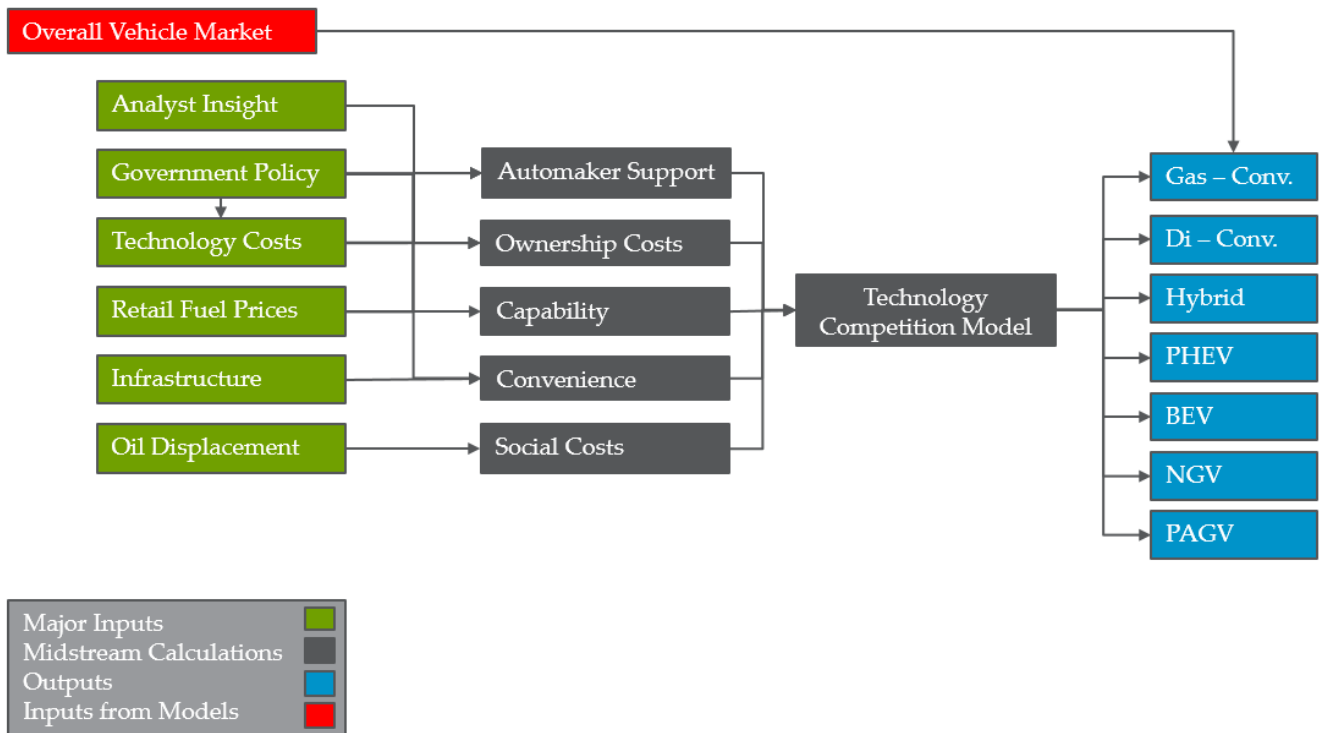 Overall Vehicle Market
Analyst Insight
Government Policy
Technology Costs
Retail Fuel Prices
Infrastructure
Oil Displacement
Automaker Support
Ownership Costs
Capability
Convenience
Social Costs
Technology
Competition Model
Gas – Conv.
Di – Conv.
Hybrid
PHEV
BEV
NGV
PAGV
Major Inputs
Midstream Calculations
Outputs
Inputs from Models